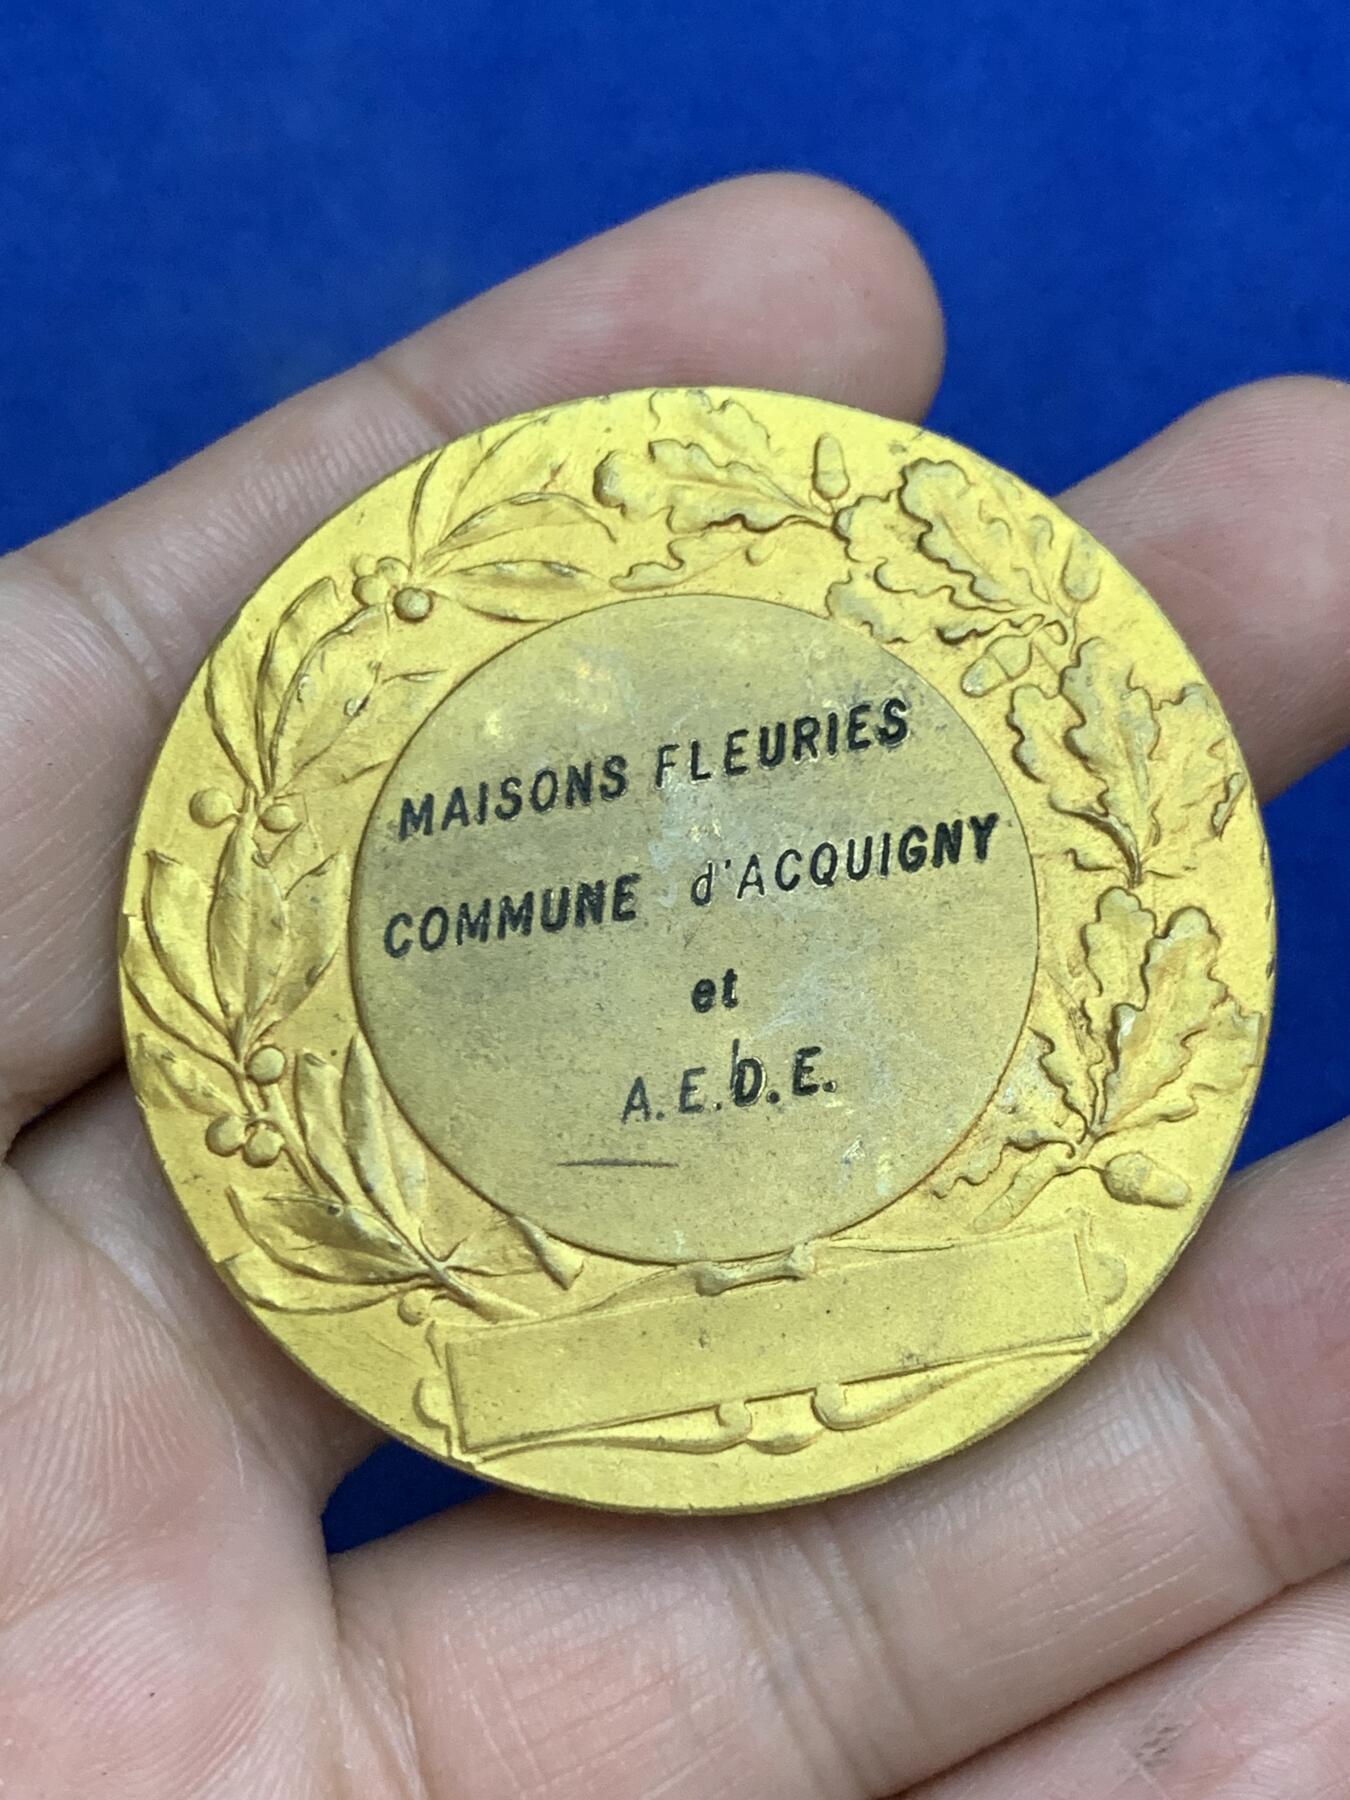 MAISONS FLEURIES
COMMUNE d'ACQUIGNY
et
A.E.D.E.